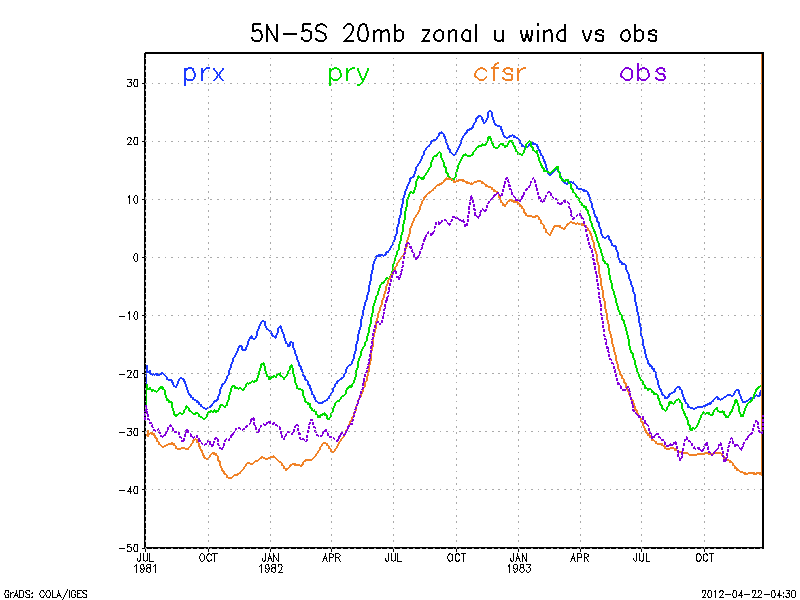 5N-5S 20mb zonal u wind vs obs
prx pry cfsr obs
30
20
10
0
-10
-20
-30
-40
-50
JUL OCT JAN APR JUL OCT JAN APR JUL OCT
1981 1982 1983
GrADS: COLA/IGES 2012-04-22-04:30